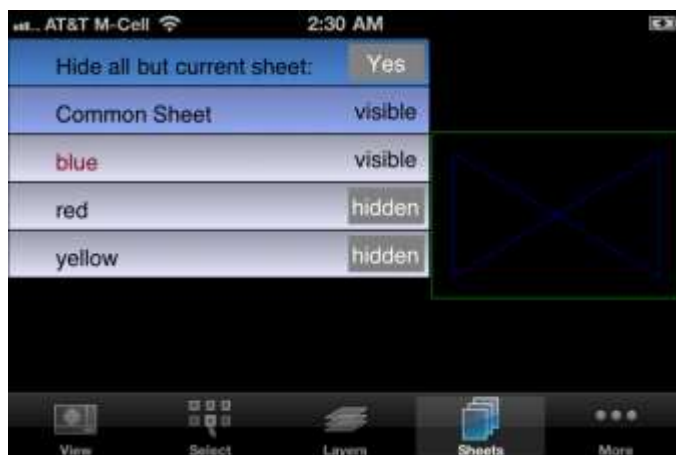 AT&T M-Cell 2:30 AM
Hide all but current sheet: Yes
Common Sheet visible
blue visible
red hidden
yellow hidden
View Select Layers Sheets More